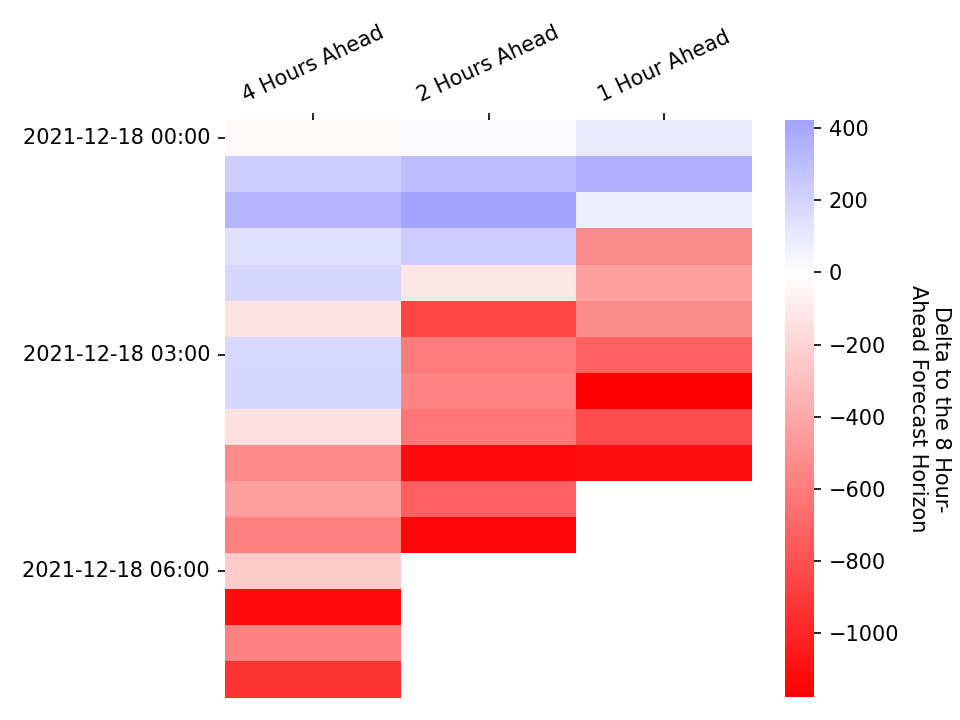 4 Hours Ahead
2 Hours Ahead
1 Hour Ahead
2021-12-18 00:00
2021-12-18 03:00
2021-12-18 06:00
400
200
0
−200
−400
−600
−800
−1000
Delta to the 8 Hour-
Ahead Forecast Horizon